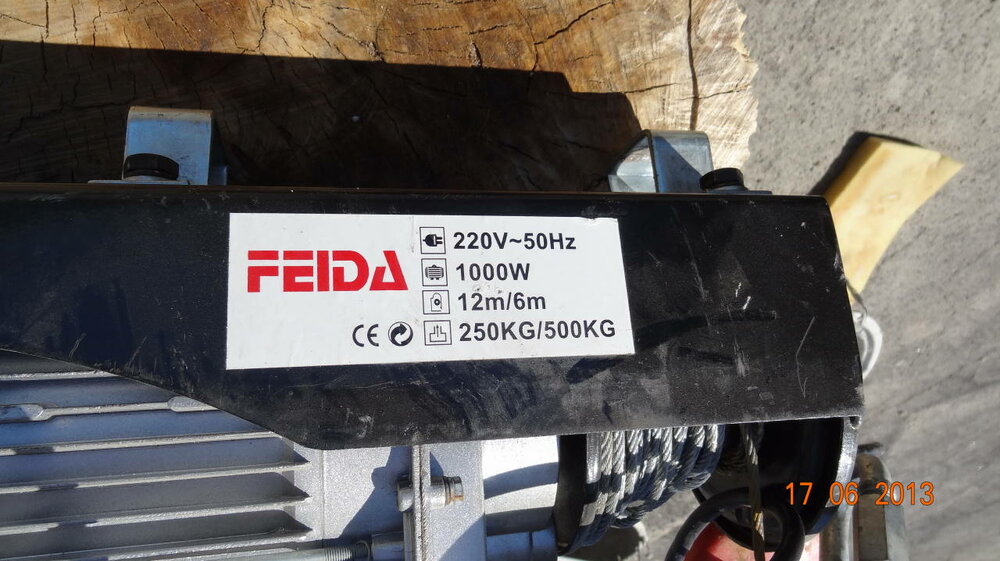 FEIDA
220V~50Hz
1000W
12m/6m
CE
250KG/500KG
17 06 2013